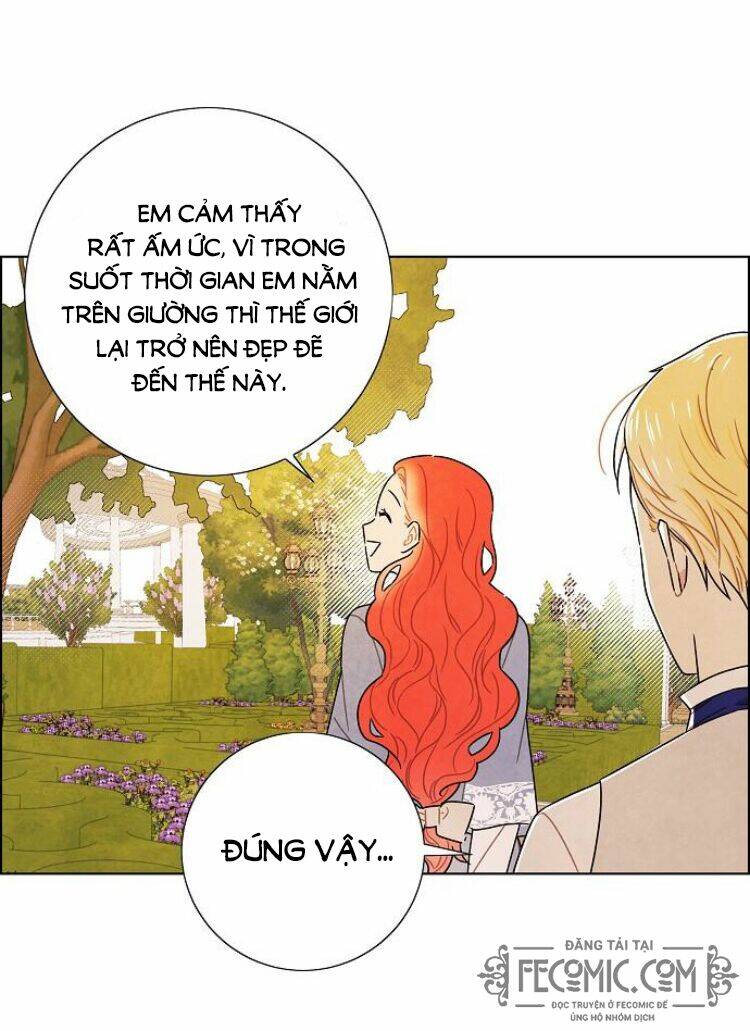 EM CẢM THẤY
RẤT ẤM ỨC, VÌ TRONG
SUỐT THỜI GIAN EM NẰM
TRÊN GIƯỜNG THÌ THẾ GIỚI
LẠI TRỞ NÊN ĐẸP ĐẼ
ĐẾN THẾ NÀY.
ĐÚNG VẬY...
ĐĂNG TẢI TẠI
FECOMIC.COM
ĐỌC TRUYỆN Ở FECOMIC ĐỂ
ỦNG HỘ NHÓM DỊCH